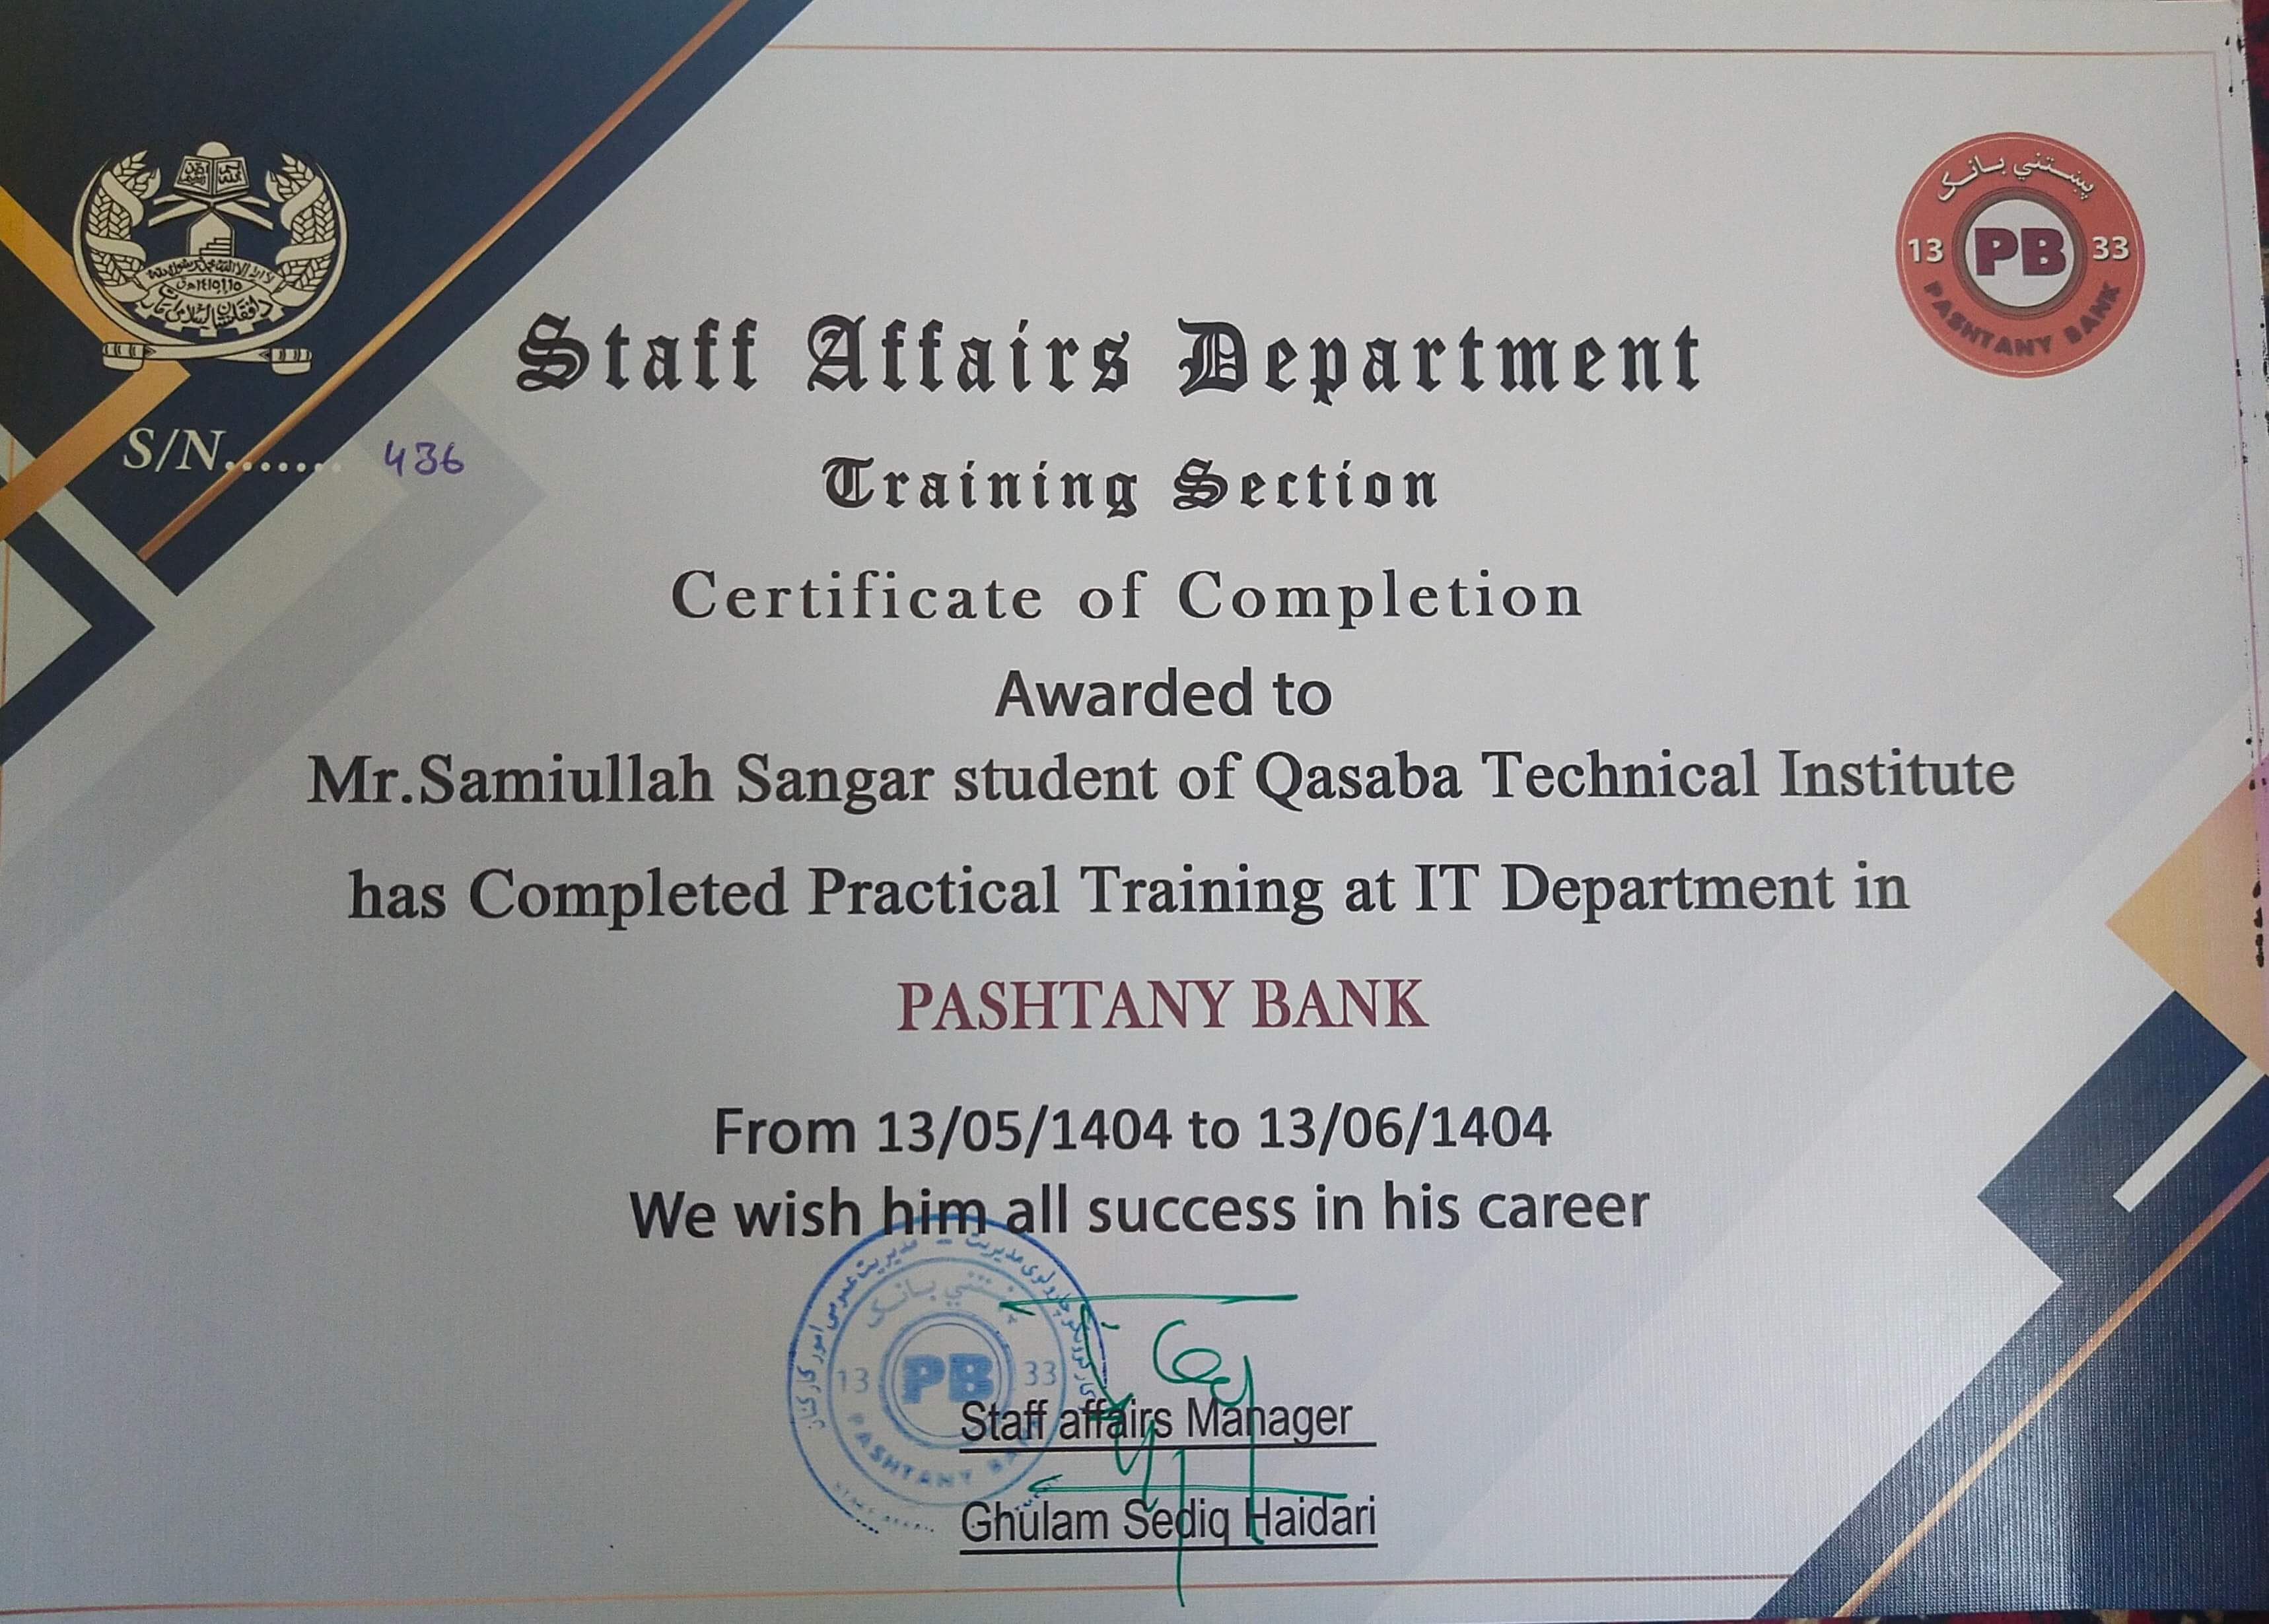 پښتني بانک
13 PB 33
PASHTANY BANK
Staff Affairs Department
S/N....... 436
Training Section
Certificate of Completion
Awarded to
Mr.Samiullah Sangar student of Qasaba Technical Institute
has Completed Practical Training at IT Department in
PASHTANY BANK
From 13/05/1404 to 13/06/1404
We wish him all success in his career
پښتني بانک
13 PB 33
PASHTANY BANK
Staff affairs Manager
Ghulam Sediq Haidari